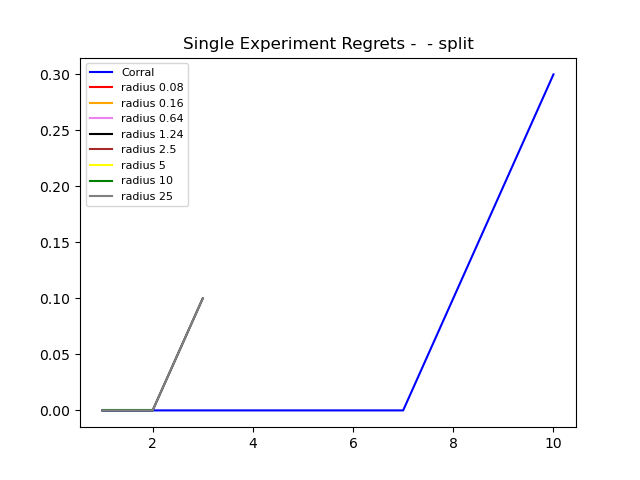 Single Experiment Regrets -  - split
Corral
radius 0.08
radius 0.16
radius 0.64
radius 1.24
radius 2.5
radius 5
radius 10
radius 25
0.30
0.25
0.20
0.15
0.10
0.05
0.00
2 4 6 8 10